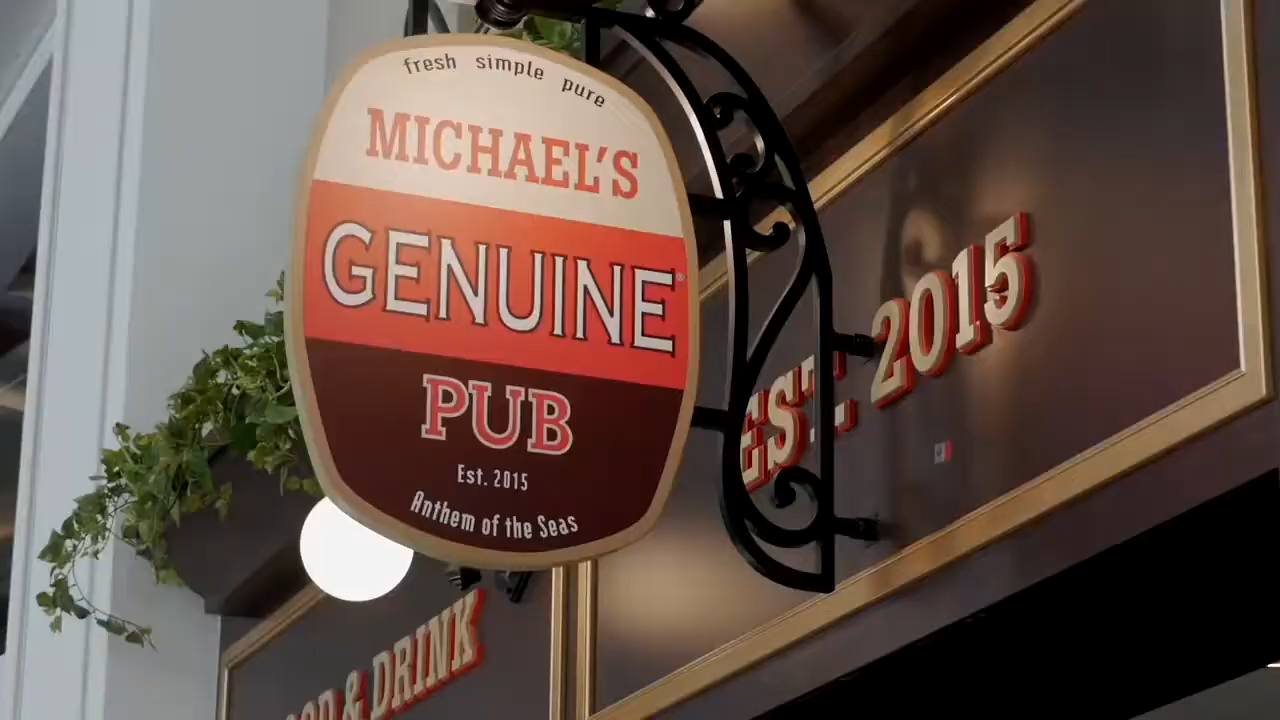 fresh simple pure
MICHAEL'S
GENUINE®
PUB
Est. 2015
Anthem of the Seas
EST. 2015
& DRINK